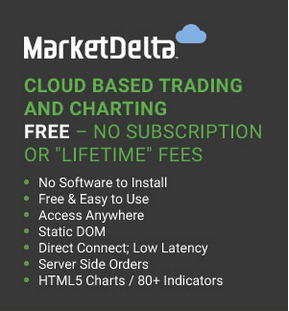 MarketDelta
CLOUD BASED TRADING
AND CHARTING
FREE – NO SUBSCRIPTION
OR "LIFETIME" FEES
• No Software to Install
• Free & Easy to Use
• Access Anywhere
• Static DOM
• Direct Connect; Low Latency
• Server Side Orders
• HTML5 Charts / 80+ Indicators